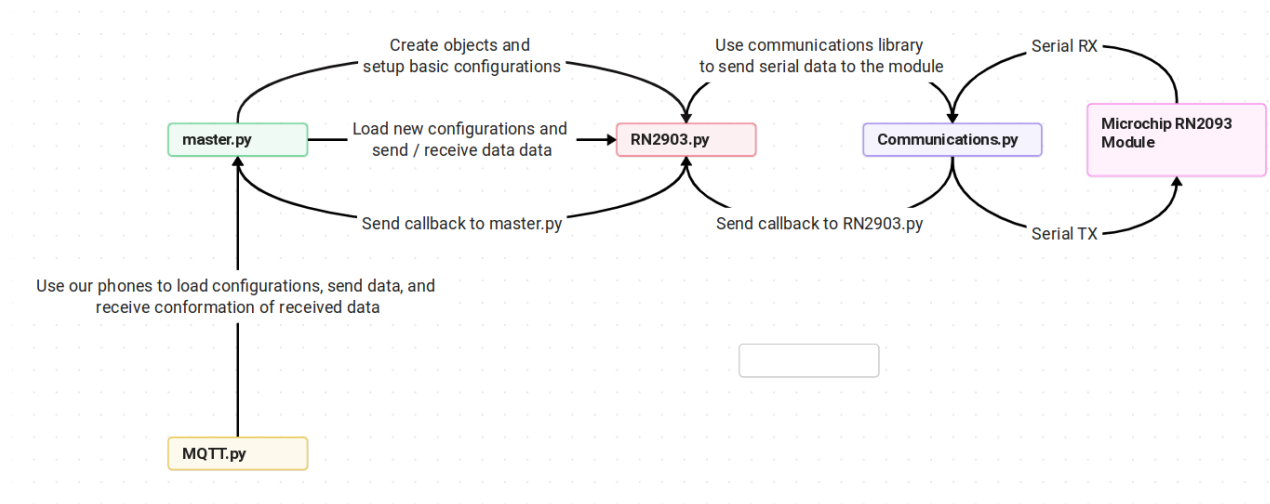 Create objects and
setup basic configurations
Use communications library
to send serial data to the module
Serial RX
master.py
Load new configurations and
send / receive data data
RN2903.py
Communications.py
Microchip RN2093
Module
Send callback to master.py
Send callback to RN2903.py
Serial TX
Use our phones to load configurations, send data, and
receive conformation of received data
MQTT.py